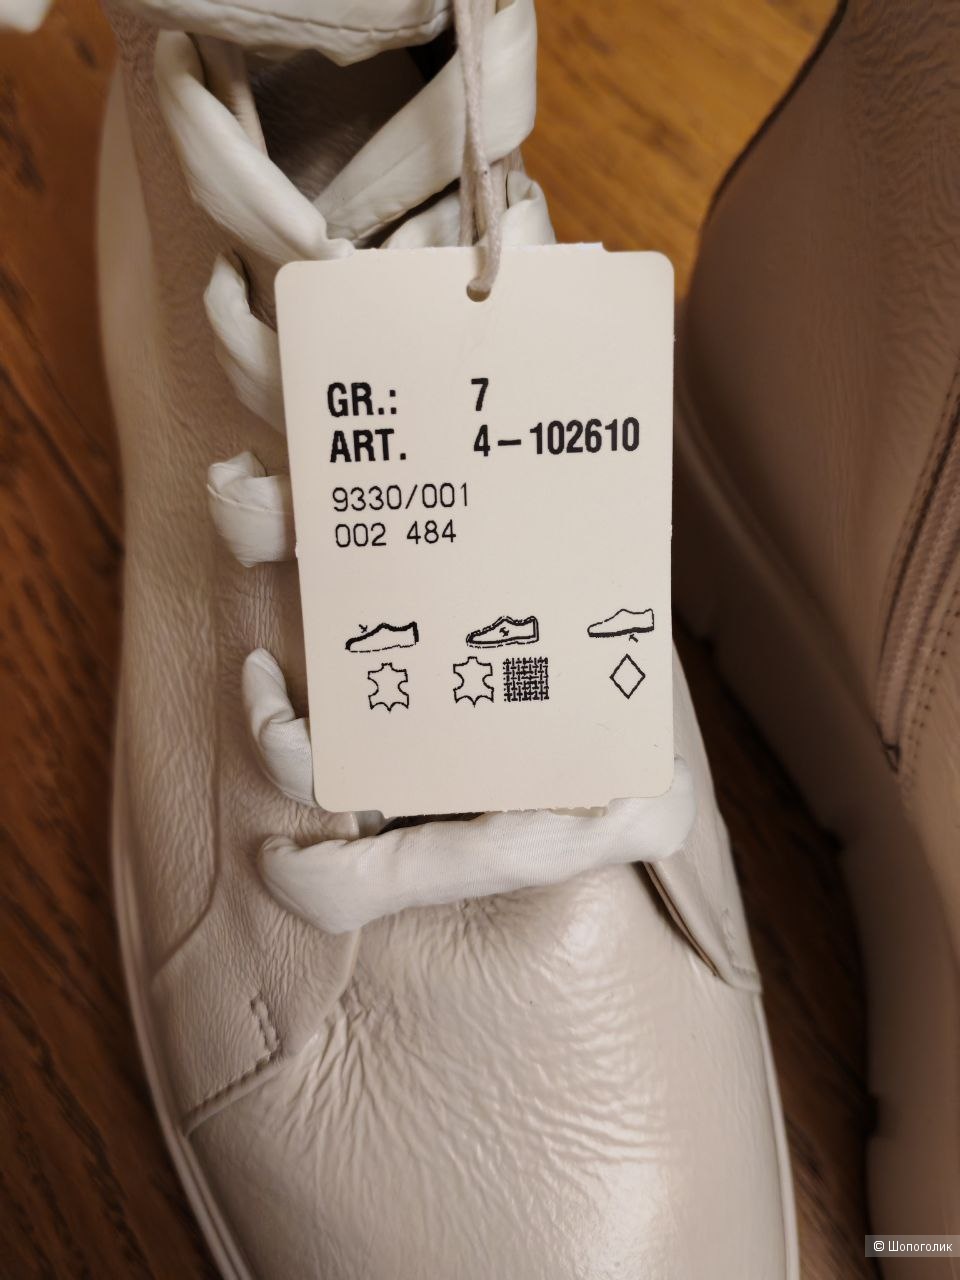 GR.: 7
ART. 4-102610
9330/001
002 484
© Шопоголик